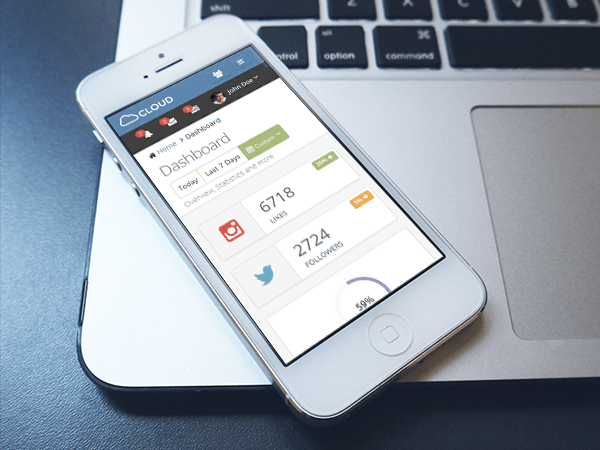 alt
control
option
⌘
command
CLOUD
John Doe
Home > Dashboard
Dashboard
Today
Last 7 Days
Custom
Overview, Statistics and more
6718
LIKES
2724
FOLLOWERS
5%
59%